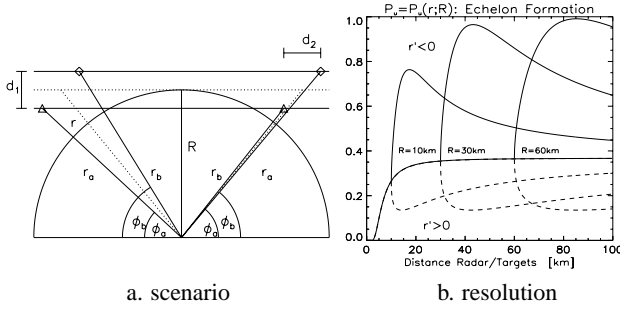 d₂
d₁
r
R
rₐ
r_b
r_b
rₐ
ϕ_b
ϕₐ
ϕₐ
ϕ_b
a. scenario
Pᵤ=Pᵤ(r;R): Echelon Formation
1.0
0.8
0.6
0.4
0.2
0.0
r'<0
R=10km
R=30km
R=60km
r'>0
0 20 40 60 80 100
Distance Radar/Targets [km]
b. resolution